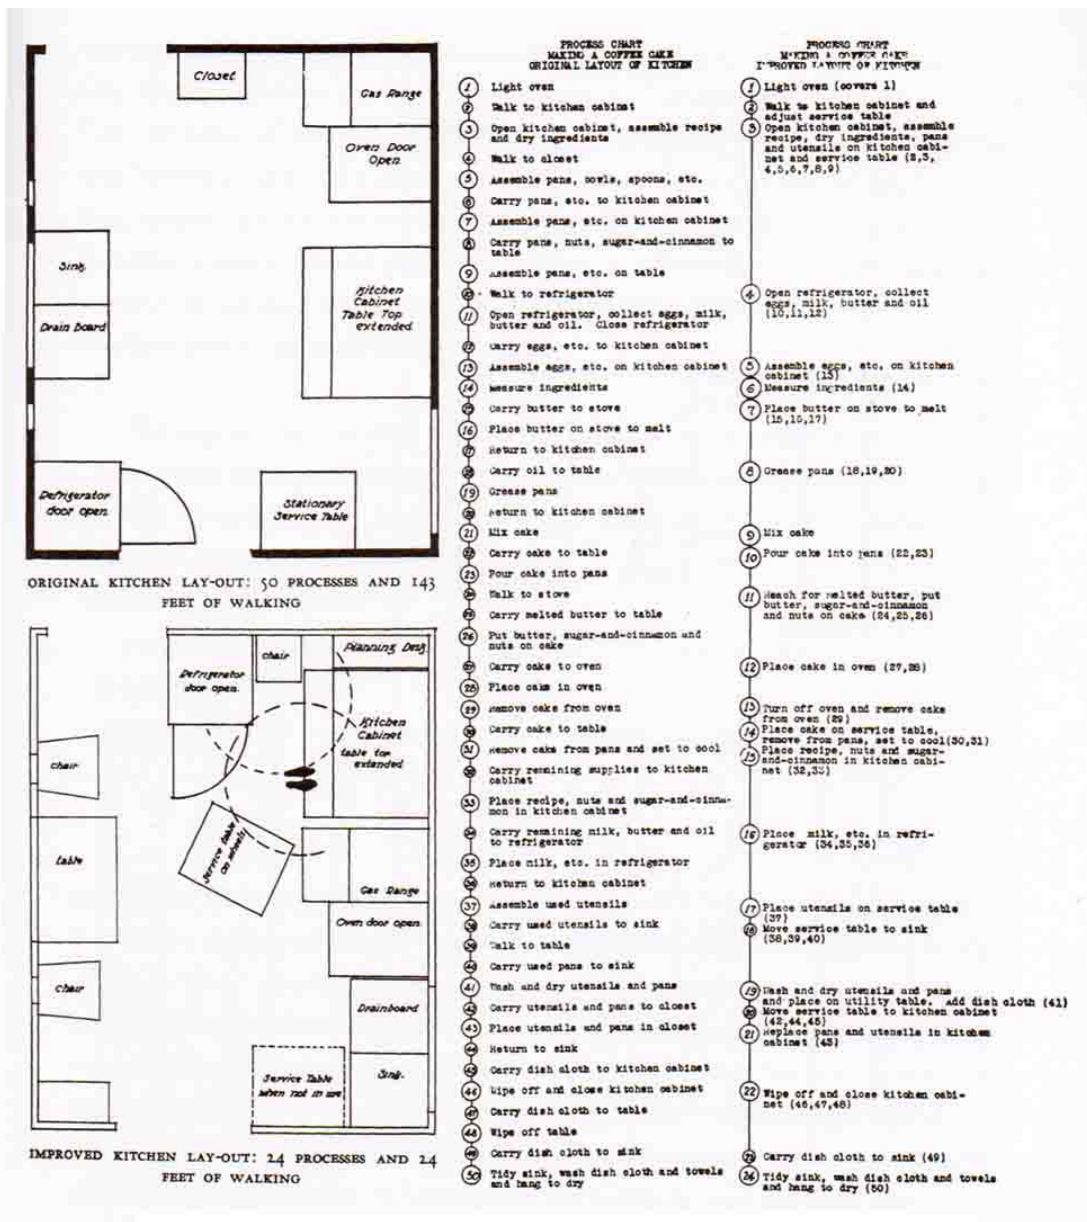 Closet
Gas Range
Oven Door
Open.
Sink
Drain board
Kitchen
Cabinet
Table Top
extended
Refrigerator
door open.
Stationary
Service Table
ORIGINAL KITCHEN LAY-OUT: 50 PROCESSES AND 143
FEET OF WALKING
Refrigerator
door open.
chair
Planning Desk
Kitchen
Cabinet
table top
extended
chair
table
chair
Service table
on wheels
Gas Range
Oven door open
Drainboard
Sink.
Service Table
when not in use
IMPROVED KITCHEN LAY-OUT: 24 PROCESSES AND 24
FEET OF WALKING
PROCESS CHART
MAKING A COFFEE CAKE
ORIGINAL LAYOUT OF KITCHEN
1 Light oven
2 Walk to kitchen cabinet
3 Open kitchen cabinet, assemble recipe
and dry ingredients
4 Walk to closet
5 Assemble pans, bowls, spoons, etc.
6 Carry pans, etc. to kitchen cabinet
7 Assemble pans, etc. on kitchen cabinet
8 Carry pans, nuts, sugar-and-cinnamon to
table
9 Assemble pans, etc. on table
10 Walk to refrigerator
11 Open refrigerator, collect eggs, milk,
butter and oil. Close refrigerator
12 Carry eggs, etc. to kitchen cabinet
13 Assemble eggs, etc. on kitchen cabinet
14 Measure ingredients
15 Carry butter to stove
16 Place butter on stove to melt
17 Return to kitchen cabinet
18 Carry oil to table
19 Grease pans
20 Return to kitchen cabinet
21 Mix cake
22 Carry cake to table
23 Pour cake into pans
24 Walk to stove
25 Carry melted butter to table
26 Put butter, sugar-and-cinnamon and
nuts on cake
27 Carry cake to oven
28 Place cake in oven
29 Remove cake from oven
30 Carry cake to table
31 Remove cake from pans and set to cool
32 Carry remaining supplies to kitchen
cabinet
33 Place recipe, nuts and sugar-and-cinna-
mon in kitchen cabinet
34 Carry remaining milk, butter and oil
to refrigerator
35 Place milk, etc. in refrigerator
36 Return to kitchen cabinet
37 Assemble used utensils
38 Carry used utensils to sink
39 Walk to table
40 Carry used pans to sink
41 Wash and dry utensils and pans
42 Carry utensils and pans to closet
43 Place utensils and pans in closet
44 Return to sink
45 Carry dish cloth to kitchen cabinet
46 Wipe off and close kitchen cabinet
47 Carry dish cloth to table
48 Wipe off table
49 Carry dish cloth to sink
50 Tidy sink, wash dish cloth and towels
and hang to dry
PROCESS CHART
MAKING A COFFEE CAKE
IMPROVED LAYOUT OF KITCHEN
1 Light oven (covers 1)
2 Walk to kitchen cabinet and
adjust service table
3 Open kitchen cabinet, assemble
recipe, dry ingredients, pans
and utensils on kitchen cabi-
net and service table (2,3,
4,5,6,7,8,9)
4 Open refrigerator, collect
eggs, milk, butter and oil
(10,11,12)
5 Assemble eggs, etc. on kitchen
cabinet (13)
6 Measure ingredients (14)
7 Place butter on stove to melt
(15,16,17)
8 Grease pans (18,19,20)
9 Mix cake
10 Pour cake into pans (22,23)
11 Reach for melted butter, put
butter, sugar-and-cinnamon
and nuts on cake (24,25,26)
12 Place cake in oven (27,28)
13 Turn off oven and remove cake
from oven (29)
14 Place cake on service table,
remove from pans, set to cool(30,31)
15 Place recipe, nuts and sugar-
and-cinnamon in kitchen cabi-
net (32,33)
16 Place milk, etc. in refri-
gerator (34,35,36)
17 Place utensils on service table
(37)
18 Move service table to sink
(38,39,40)
19 Wash and dry utensils and pans
and place on utility table. Add dish cloth (41)
20 Move service table to kitchen cabinet
(42,44,45)
21 Replace pans and utensils in kitchen
cabinet (43)
22 Wipe off and close kitchen cabi-
net (46,47,48)
23 Carry dish cloth to sink (49)
24 Tidy sink, wash dish cloth and towels
and hang to dry (50)